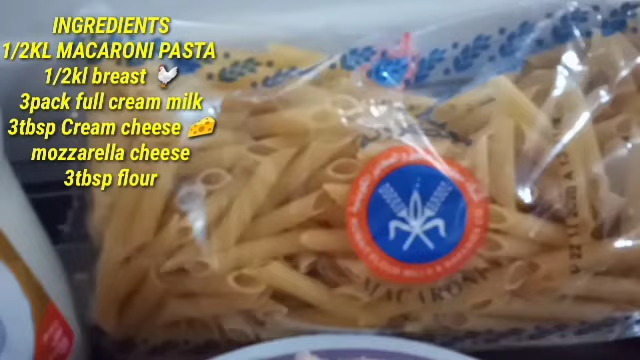 INGREDIENTS
1/2KL MACARONI PASTA
1/2kl breast 🐓
3pack full cream milk
3tbsp Cream cheese 🧀
mozzarella cheese
3tbsp flour
MACARONI